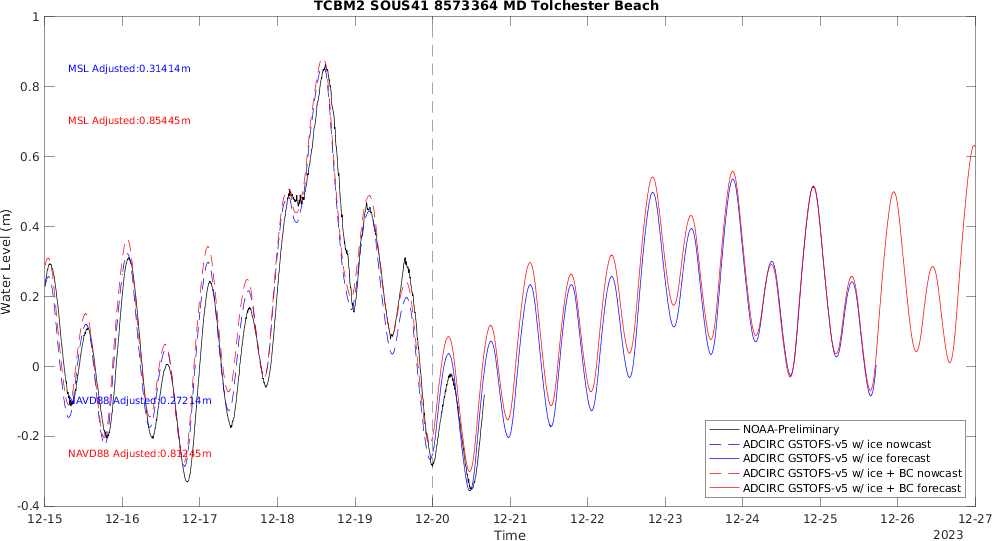 TCBM2 SOUS41 8573364 MD Tolchester Beach
Water Level (m)
1
0.8
0.6
0.4
0.2
0
-0.2
-0.4
MSL Adjusted:0.31414m
MSL Adjusted:0.85445m
NAVD88 Adjusted:0.27214m
NAVD88 Adjusted:0.81245m
NOAA-Preliminary
ADCIRC GSTOFS-v5 w/ ice nowcast
ADCIRC GSTOFS-v5 w/ ice forecast
ADCIRC GSTOFS-v5 w/ ice + BC nowcast
ADCIRC GSTOFS-v5 w/ ice + BC forecast
12-15 12-16 12-17 12-18 12-19 12-20 12-21 12-22 12-23 12-24 12-25 12-26 12-27
Time
2023